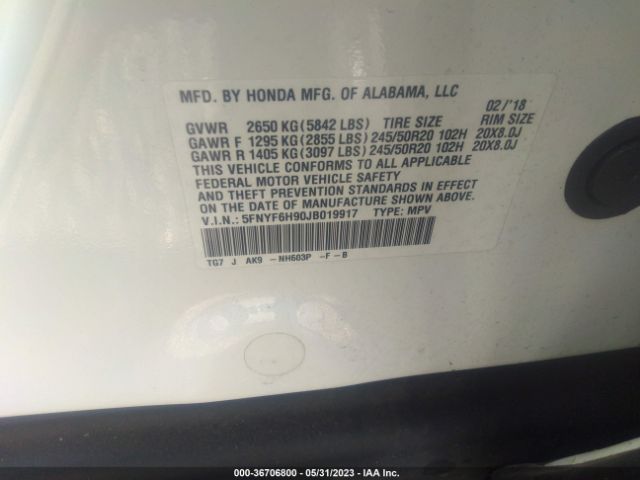 MFD. BY HONDA MFG. OF ALABAMA, LLC 02/'18
GVWR 2650 KG (5842 LBS) TIRE SIZE RIM SIZE
GAWR F 1295 KG (2855 LBS) 245/50R20 102H 20X8.0J
GAWR R 1405 KG (3097 LBS) 245/50R20 102H 20X8.0J
THIS VEHICLE CONFORMS TO ALL APPLICABLE
FEDERAL MOTOR VEHICLE SAFETY
AND THEFT PREVENTION STANDARDS IN EFFECT
ON THE DATE OF MANUFACTURE SHOWN ABOVE.
V.I.N.: 5FNYF6H90JB019917 TYPE: MPV
TG7 J AK9 -NH603P -F-B
000-36706800 - 05/31/2023 - IAA Inc.